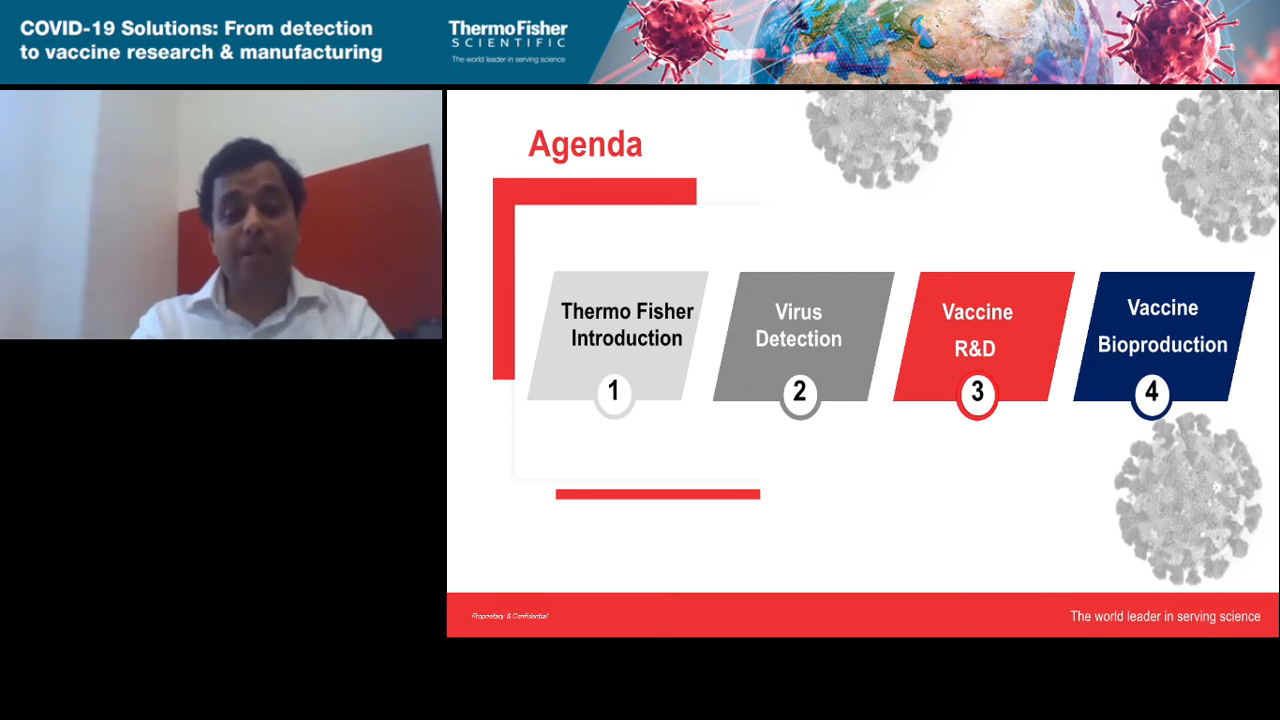 COVID-19 Solutions: From detection
to vaccine research & manufacturing
ThermoFisher
SCIENTIFIC
The world leader in serving science
Agenda
Thermo Fisher
Introduction
1
Virus
Detection
2
Vaccine
R&D
3
Vaccine
Bioproduction
4
Proprietary & Confidential
The world leader in serving science